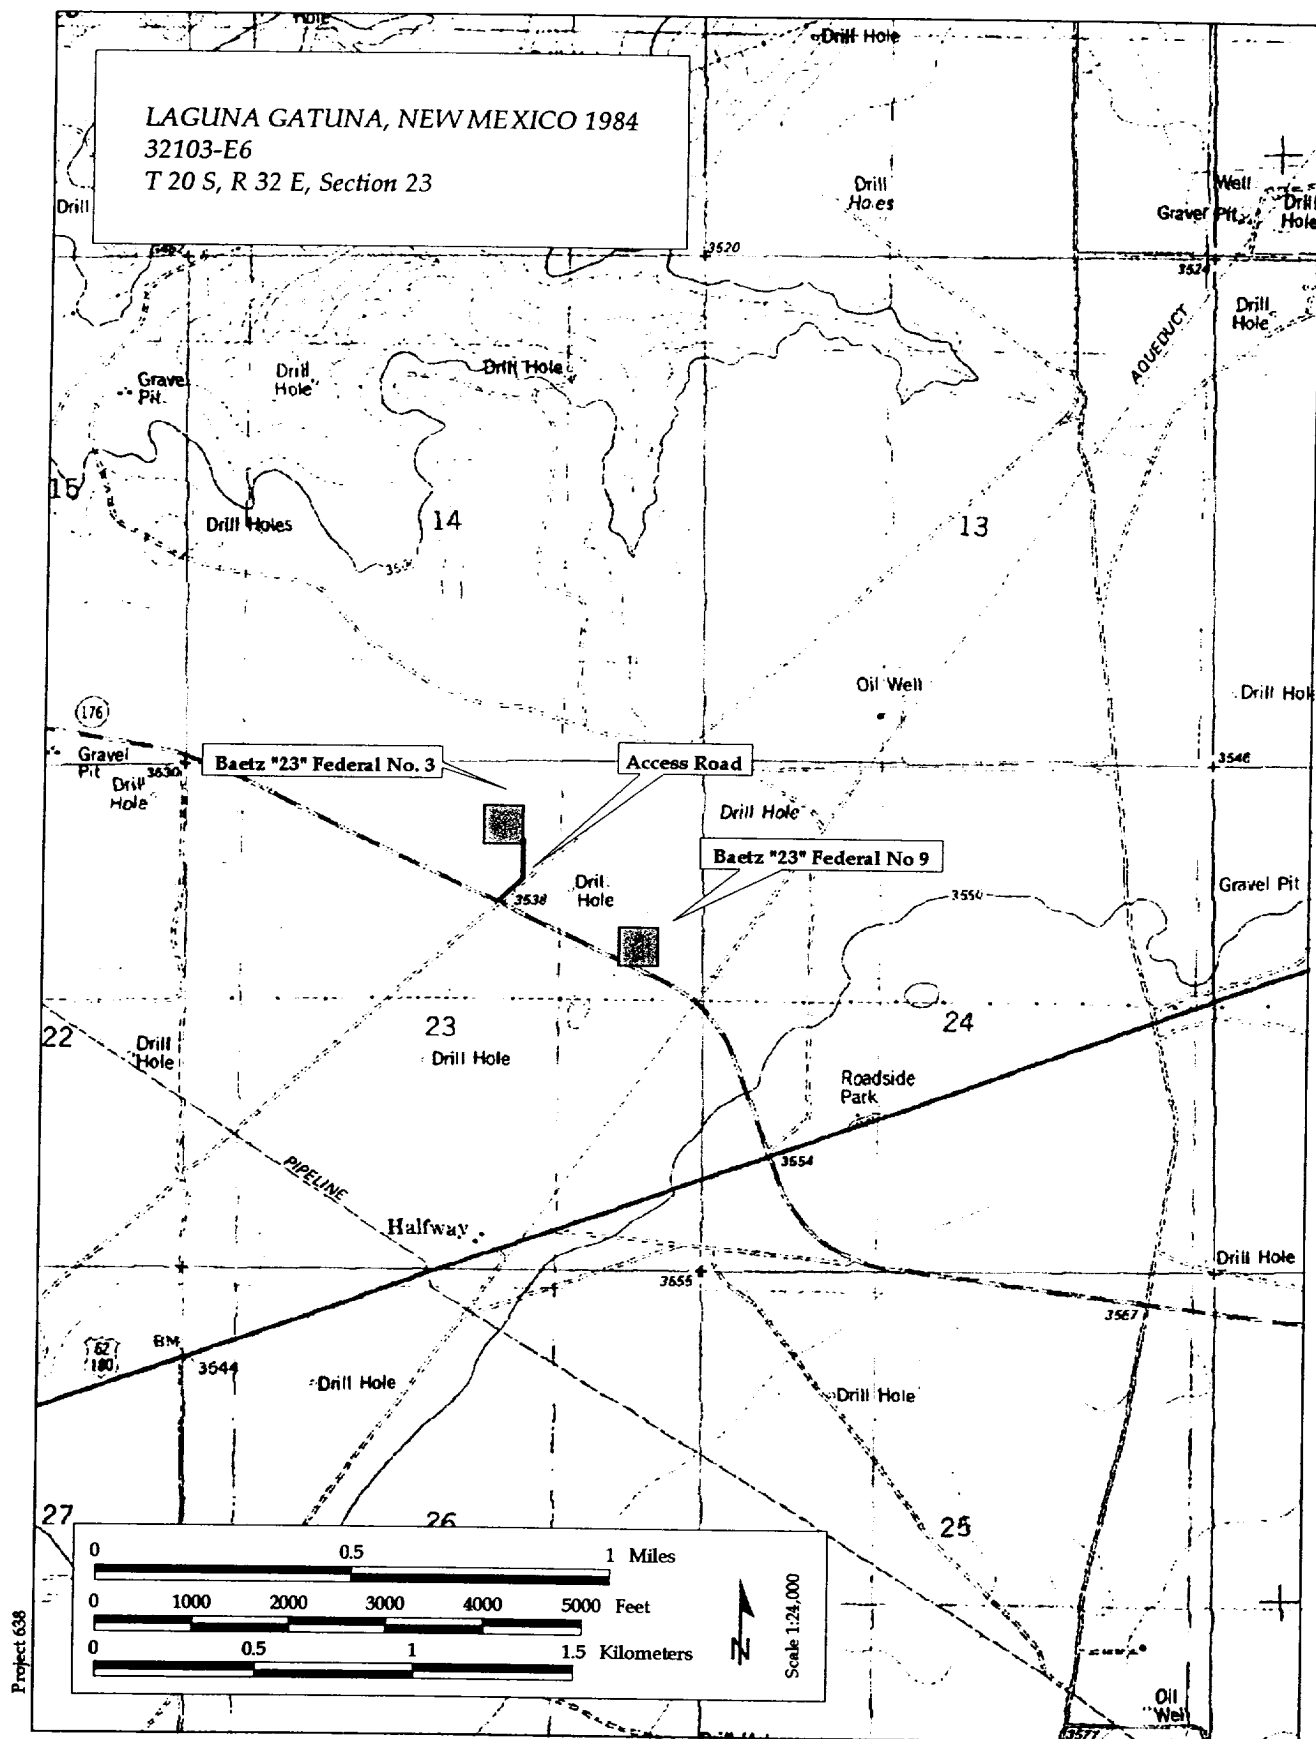 Hole
Drill Hole
LAGUNA GATUNA, NEW MEXICO 1984
32103-E6
T 20 S, R 32 E, Section 23
Drill
Drill
Holes
Well
Gravel Pit
Drill
Hole
3520
3524
Drill
Hole
AQUEDUCT
Gravel
Pit
Drill
Hole
Drill Hole
15
Drill Holes
14
13
Oil Well
Drill Hol
176
Gravel
Pit
3530
Drill
Hole
Baetz "23" Federal No. 3
Access Road
3546
Drill Hole
Baetz "23" Federal No 9
Drill
Hole
3538
3550
Gravel Pit
22
23
24
Drill
Hole
Drill Hole
Roadside
Park
3554
PIPELINE
Halfway
3555
Drill Hole
3567
62
180
BM
3544
Drill Hole
Drill Hole
27
26
25
0 0.5 1 Miles
0 1000 2000 3000 4000 5000 Feet
0 0.5 1 1.5 Kilometers
N
Scale 1:24,000
Project 638
Oil
Well
3577